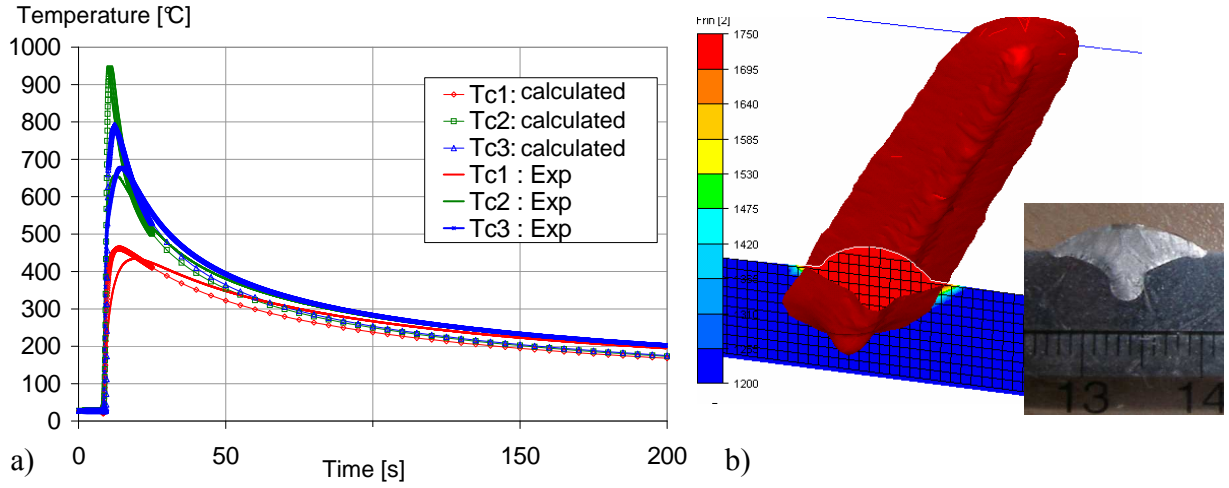 Temperature [°C]
1000
900
800
700
600
500
400
300
200
100
0
0
50
150
200
Time [s]
Tc1: calculated
Tc2: calculated
Tc3: calculated
Tc1 : Exp
Tc2 : Exp
Tc3 : Exp
a)
1750
1695
1640
1585
1530
1475
1420
1200
13
14
b)